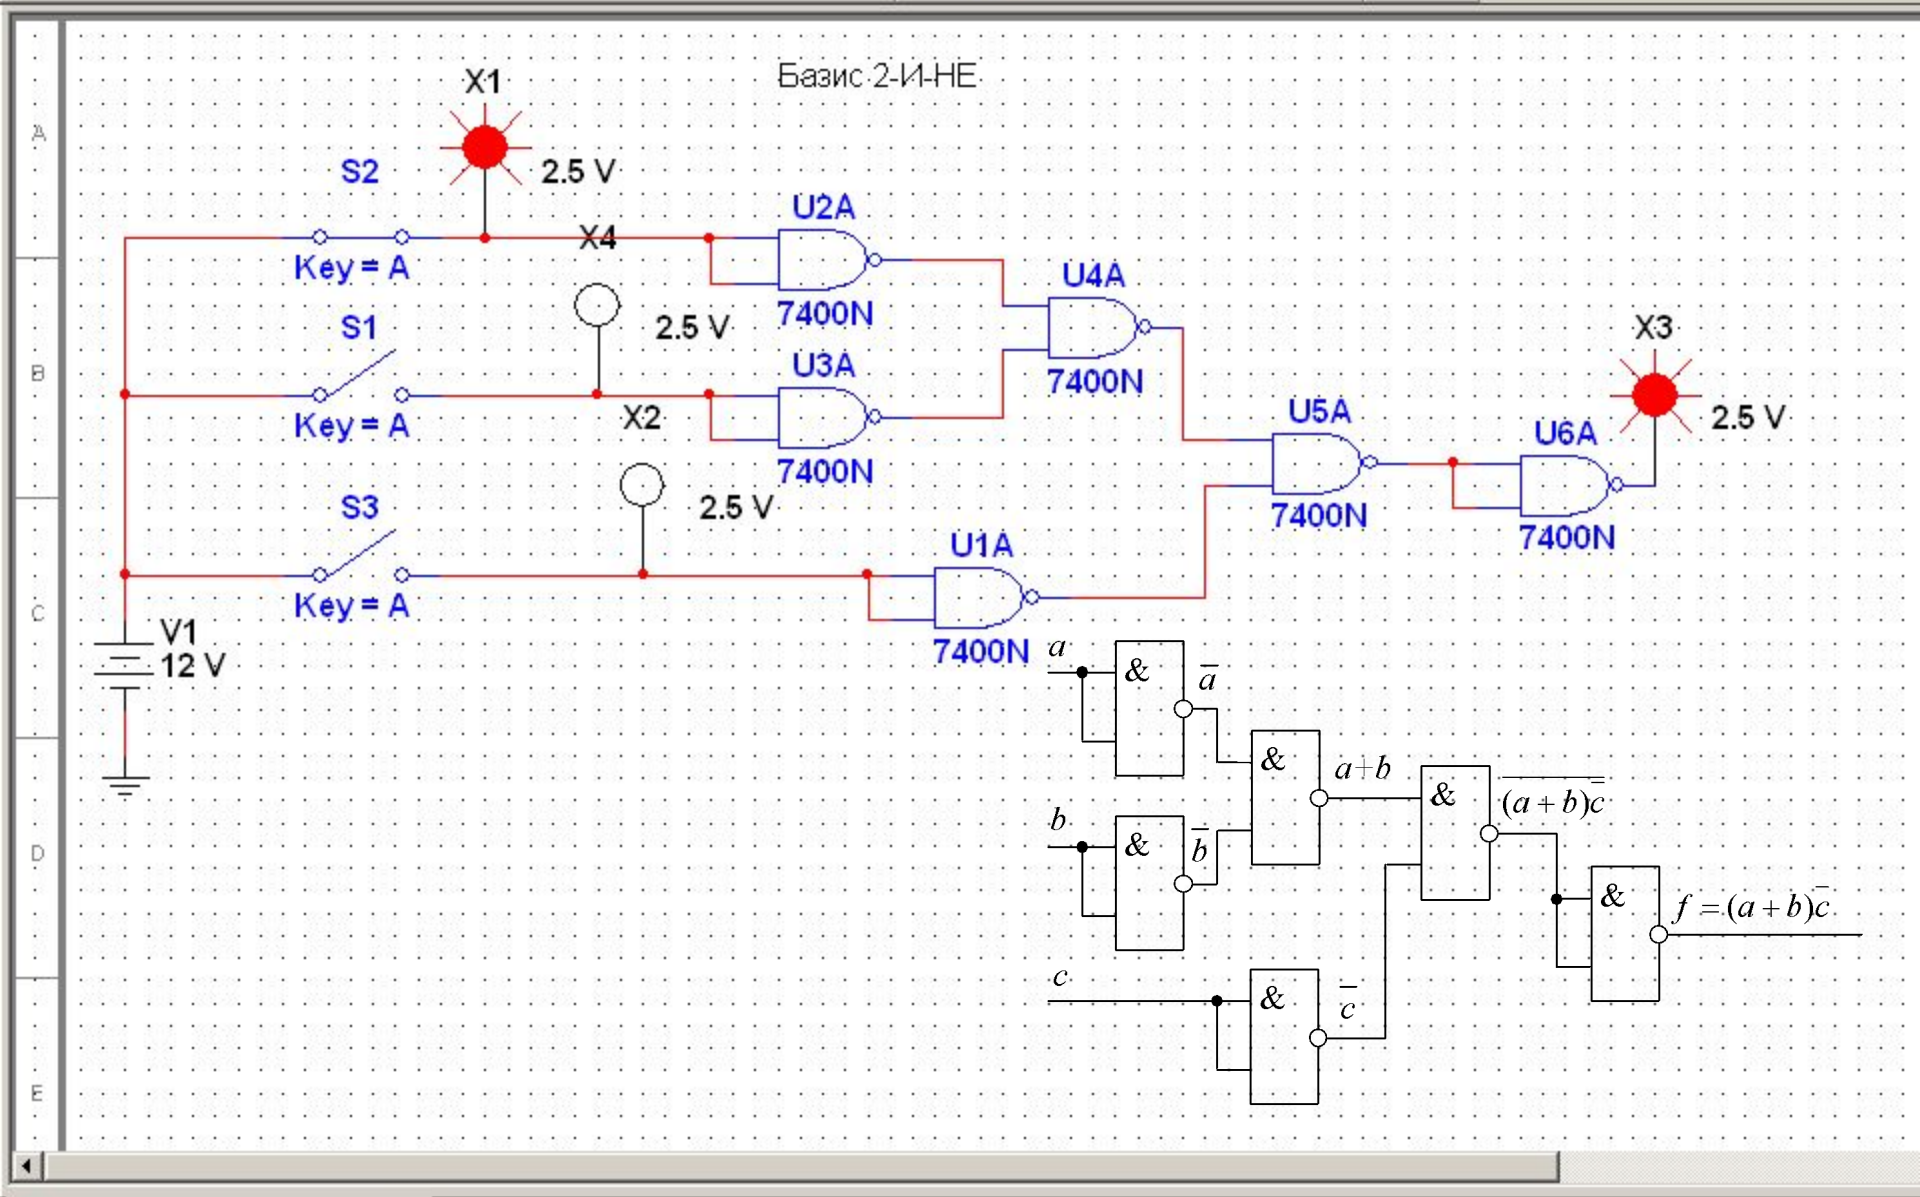 Базис 2-И-НЕ
X1
A
S2
2.5 V
U2A
X4
Key = A
U4A
7400N
S1
2.5 V
X3
U3A
B
7400N
Key = A
X2
U5A
2.5 V
U6A
7400N
S3
2.5 V
7400N
7400N
U1A
Key = A
C
V1
12 V
7400N
a
&
a̅
&
a+b
&
(a + b)c̅
b
&
b̅
D
&
f = (a + b)c̅
c
&
c̅
E